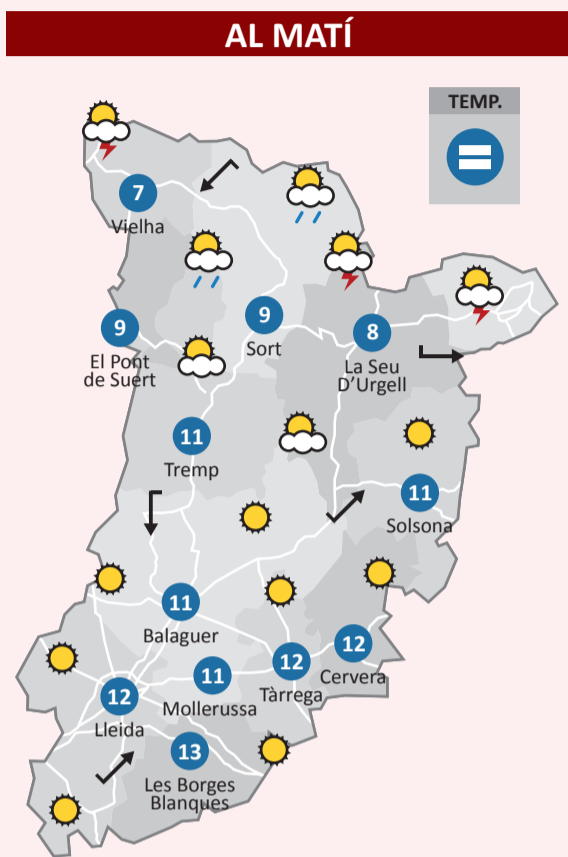 AL MATÍ
TEMP.
7
Vielha
9
El Pont
de Suert
9
Sort
8
La Seu
D'Urgell
11
Tremp
11
Solsona
11
Balaguer
12
Cervera
12
Tàrrega
11
Mollerussa
12
Lleida
13
Les Borges
Blanques